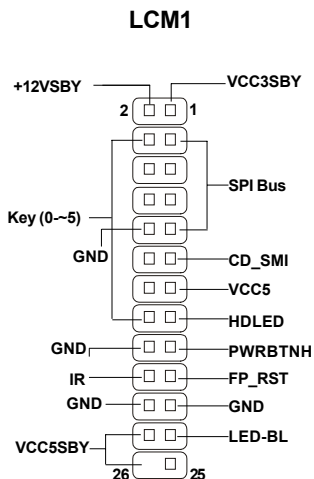 LCM1
+12VSBY
VCC3SBY
2
1
SPI Bus
Key (0-~5)
GND
CD_SMI
VCC5
HDLED
GND
PWRBTNH
IR
FP_RST
GND
GND
VCC5SBY
LED-BL
26
25